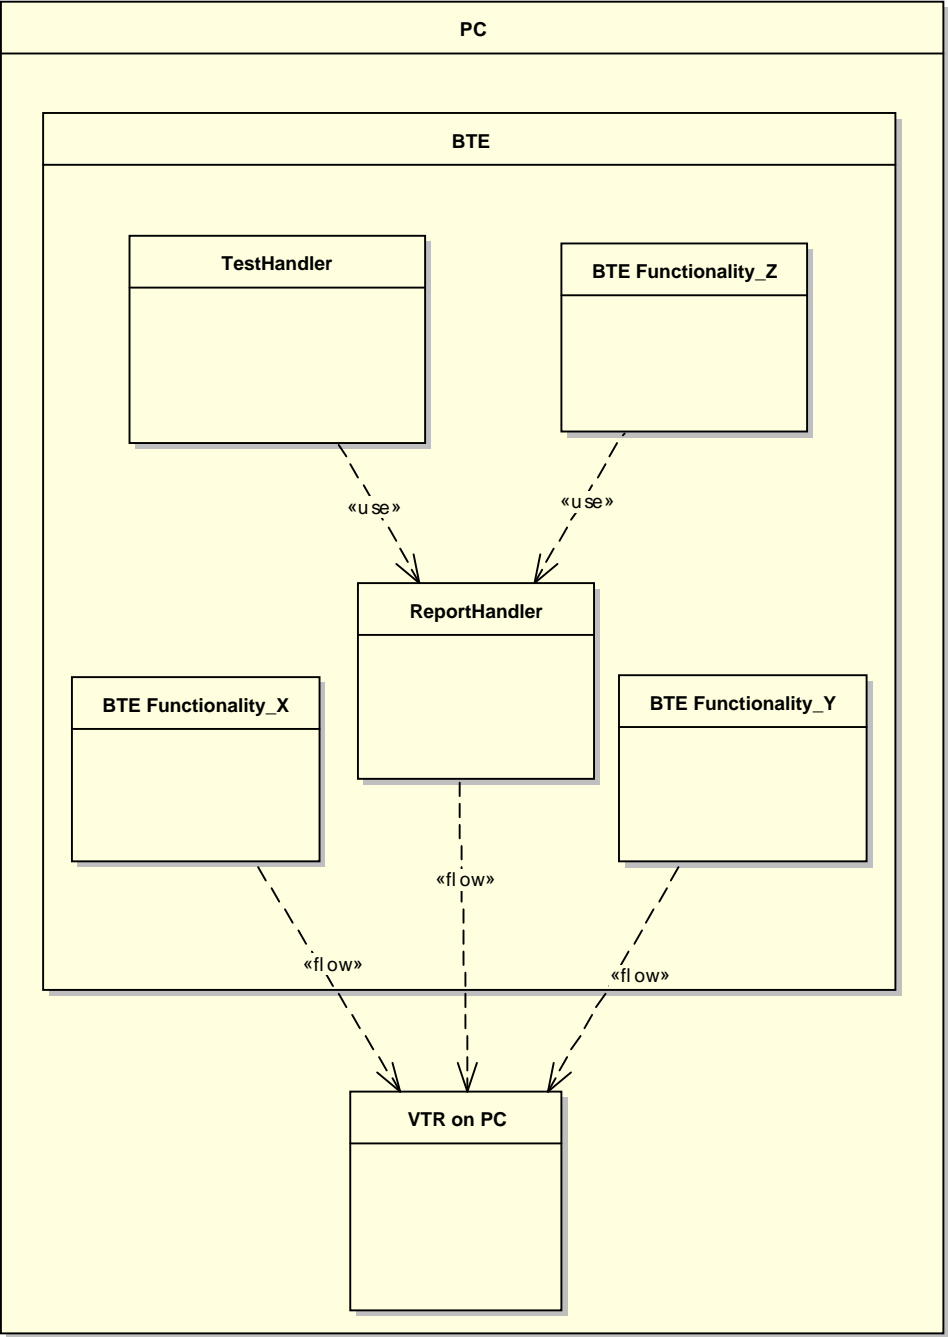 PC
BTE
TestHandler
BTE Functionality_Z
«use»
«use»
ReportHandler
BTE Functionality_X
BTE Functionality_Y
«flow»
«flow»
«flow»
VTR on PC